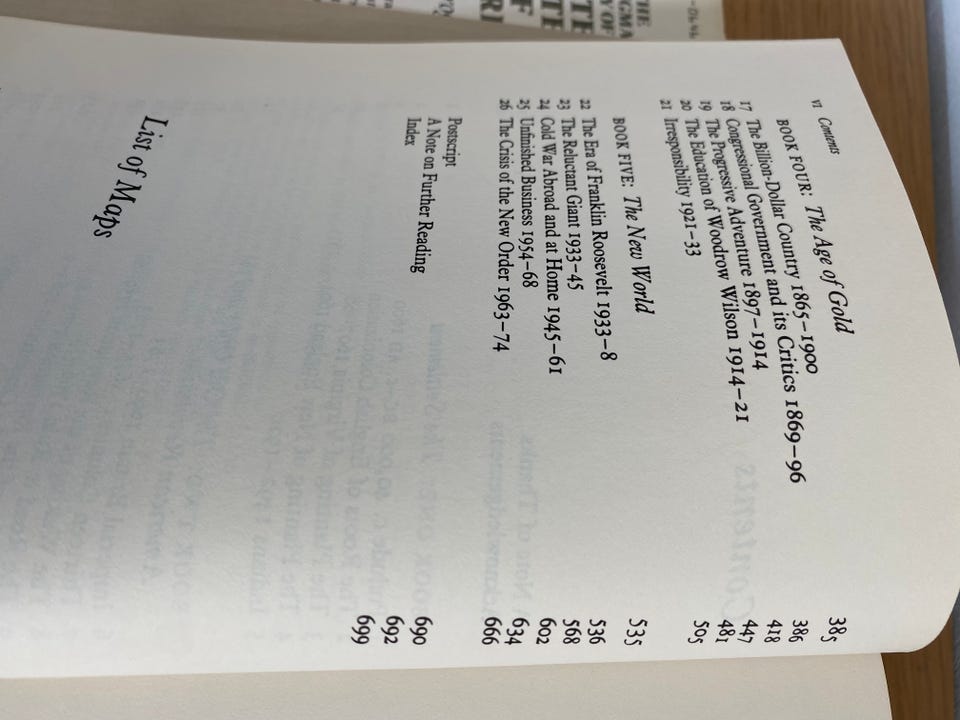 vi Contents
BOOK FOUR: The Age of Gold 385
17 The Billion-Dollar Country 1865–1900 386
18 Congressional Government and its Critics 1869–96 418
19 The Progressive Adventure 1897–1914 447
20 The Education of Woodrow Wilson 1914–21 481
21 Irresponsibility 1921–33 505
BOOK FIVE: The New World 535
22 The Era of Franklin Roosevelt 1933–8 536
23 The Reluctant Giant 1933–45 568
24 Cold War Abroad and at Home 1945–61 602
25 Unfinished Business 1954–68 634
26 The Crisis of the New Order 1963–74 666
Postscript 690
A Note on Further Reading 692
Index 699
List of Maps